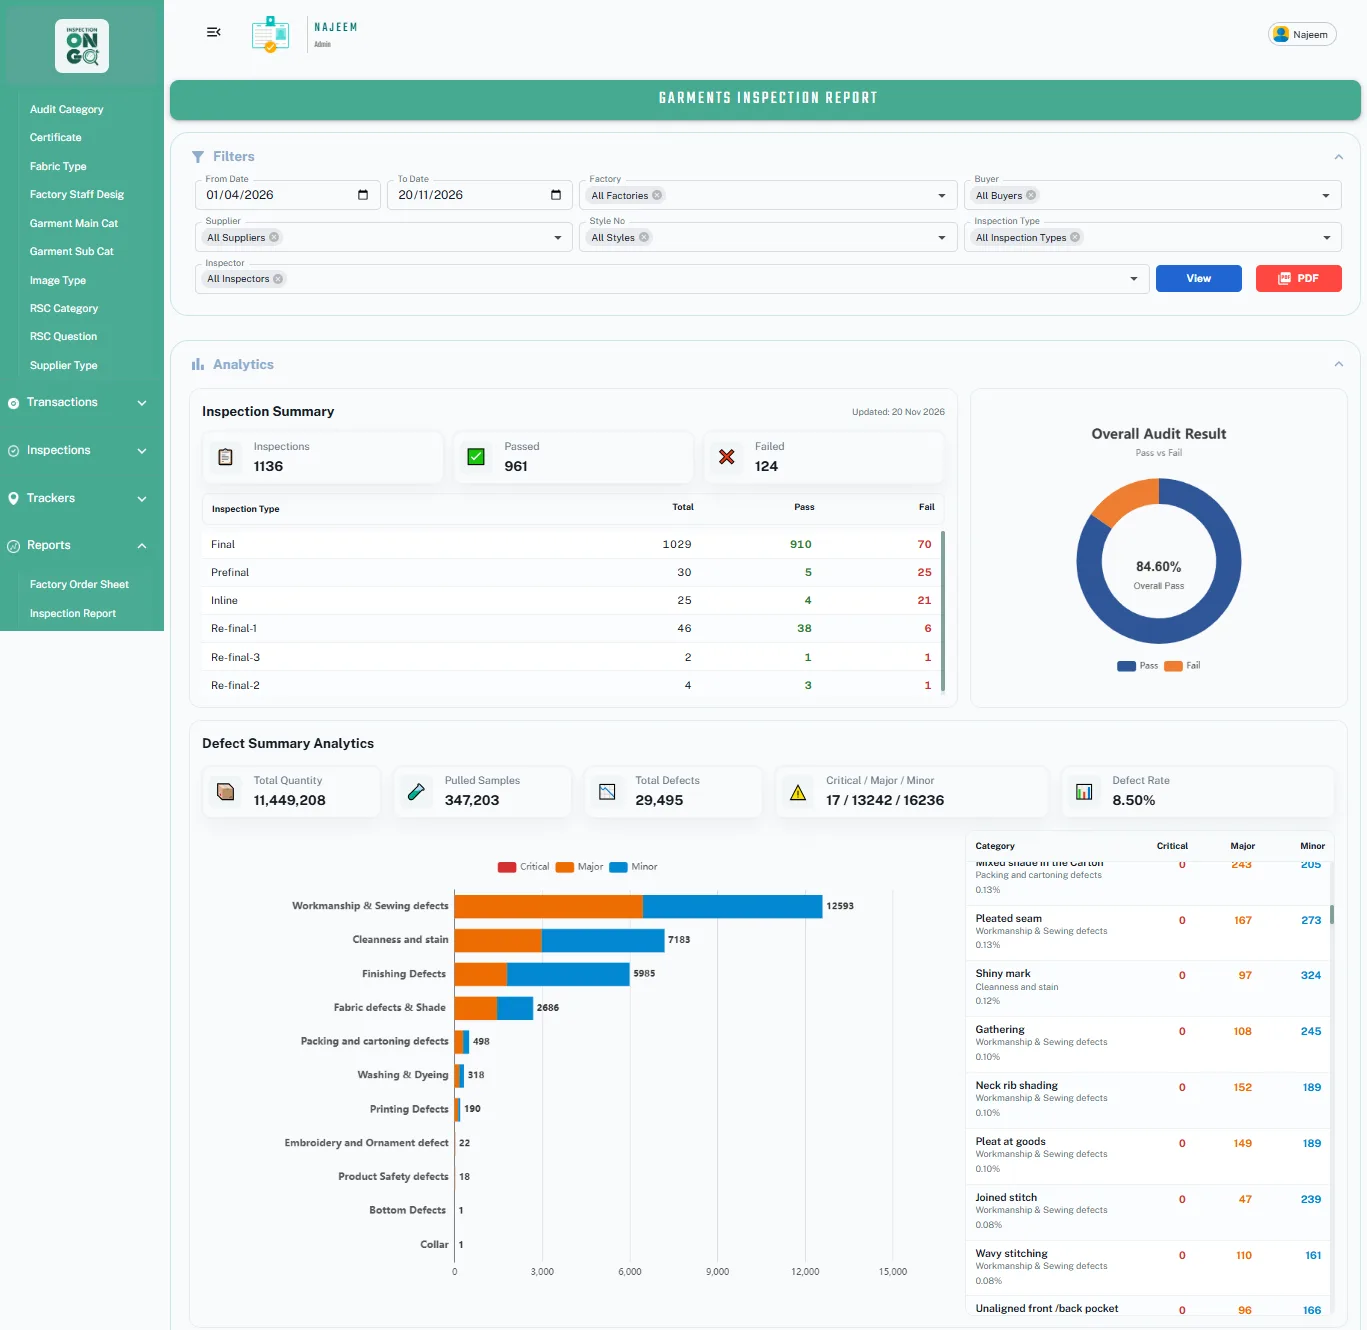 INSPECTION
ON
GO
NAJEEM
Admin
Najeem
Audit Category
Certificate
Fabric Type
Factory Staff Desig
Garment Main Cat
Garment Sub Cat
Image Type
RSC Category
RSC Question
Supplier Type
Transactions
Inspections
Trackers
Reports
Factory Order Sheet
Inspection Report
GARMENTS INSPECTION REPORT
Filters
From Date
01/04/2026
To Date
20/11/2026
Factory
All Factories
Buyer
All Buyers
Supplier
All Suppliers
Style No
All Styles
Inspection Type
All Inspection Types
Inspector
All Inspectors
View
PDF
Analytics
Inspection Summary
Updated: 20 Nov 2026
Inspections
1136
Passed
961
Failed
124
Inspection Type Total Pass Fail
Final 1029 910 70
Prefinal 30 5 25
Inline 25 4 21
Re-final-1 46 38 6
Re-final-3 2 1 1
Re-final-2 4 3 1
Overall Audit Result
Pass vs Fail
84.60%
Overall Pass
Pass Fail
Defect Summary Analytics
Total Quantity
11,449,208
Pulled Samples
347,203
Total Defects
29,495
Critical / Major / Minor
17 / 13242 / 16236
Defect Rate
8.50%
Critical Major Minor
Workmanship & Sewing defects 12593
Cleanness and stain 7183
Finishing Defects 5985
Fabric defects & Shade 2686
Packing and cartoning defects 498
Washing & Dyeing 318
Printing Defects 190
Embroidery and Ornament defect 22
Product Safety defects 18
Bottom Defects 1
Collar 1
0 3,000 6,000 9,000 12,000 15,000
Category Critical Major Minor
Mixed shade in the Carton 0 243 205
Packing and cartoning defects
0.13%
Pleated seam 0 167 273
Workmanship & Sewing defects
0.13%
Shiny mark 0 97 324
Cleanness and stain
0.12%
Gathering 0 108 245
Workmanship & Sewing defects
0.10%
Neck rib shading 0 152 189
Workmanship & Sewing defects
0.10%
Pleat at goods 0 149 189
Workmanship & Sewing defects
0.10%
Joined stitch 0 47 239
Workmanship & Sewing defects
0.08%
Wavy stitching 0 110 161
Workmanship & Sewing defects
0.08%
Unaligned front /back pocket 0 96 166